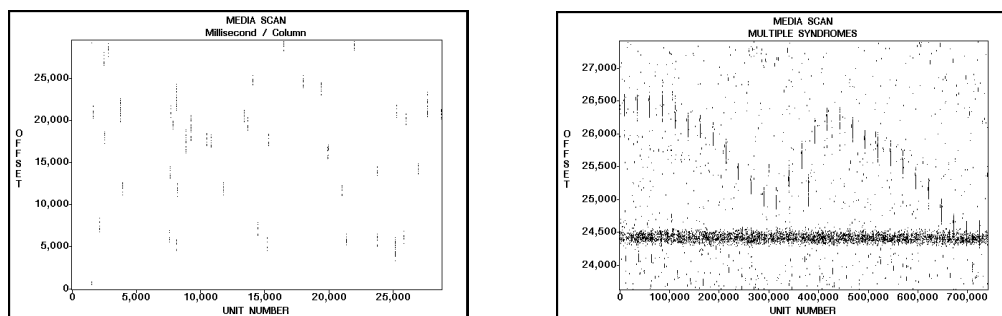 MEDIA SCAN
Millisecond / Column
OFFSET
25,000
20,000
15,000
10,000
5,000
0
0 5,000 10,000 15,000 20,000 25,000
UNIT NUMBER
MEDIA SCAN
MULTIPLE SYNDROMES
OFFSET
27,000
26,500
26,000
25,500
25,000
24,500
24,000
0 100,000 200,000 300,000 400,000 500,000 600,000 700,000
UNIT NUMBER